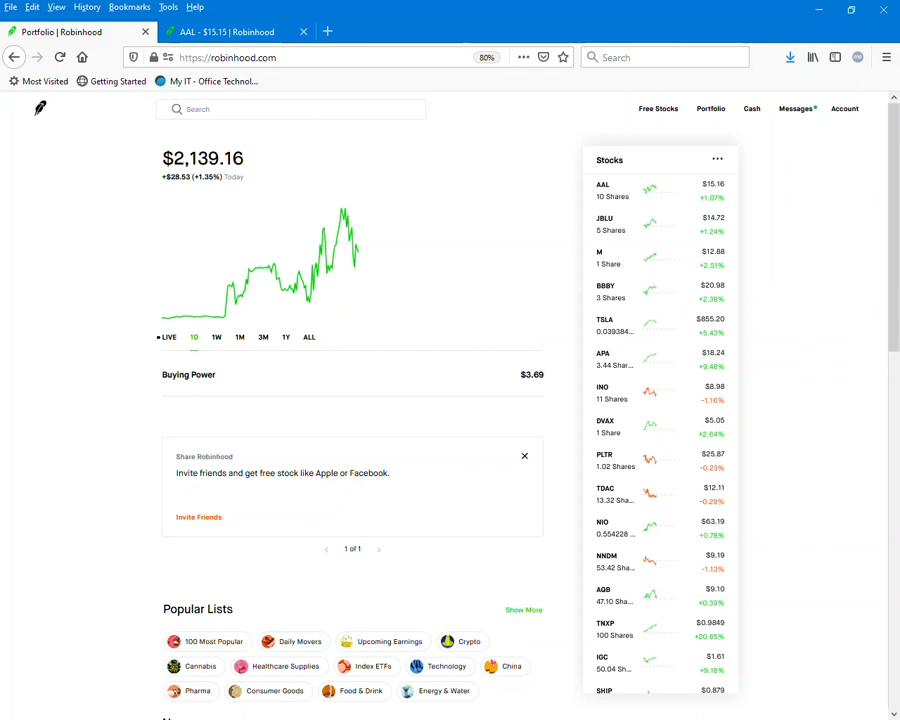 File Edit View History Bookmarks Tools Help
Portfolio | Robinhood
AAL - $15.15 | Robinhood
https://robinhood.com
80%
Search
Most Visited Getting Started My IT - Office Technol...
Search
Free Stocks Portfolio Cash Messages Account
$2,139.16
+$28.53 (+1.35%) Today
LIVE 1D 1W 1M 3M 1Y ALL
Buying Power $3.69
Share Robinhood
Invite friends and get free stock like Apple or Facebook.
Invite Friends
1 of 1
Popular Lists Show More
100 Most Popular Daily Movers Upcoming Earnings Crypto
Cannabis Healthcare Supplies Index ETFs Technology China
Pharma Consumer Goods Food & Drink Energy & Water
Stocks
AAL $15.16
10 Shares +1.07%
JBLU $14.72
5 Shares +1.24%
M $12.88
1 Share +2.51%
BBBY $20.98
3 Shares +2.38%
TSLA $855.20
0.039384... +5.43%
APA $18.24
3.44 Shar... +9.48%
INO $8.98
11 Shares -1.16%
DVAX $5.05
1 Share +2.64%
PLTR $25.87
1.02 Shares -0.23%
TDAC $12.11
13.32 Sha... -0.29%
NIO $63.19
0.554228 ... +0.78%
NNDM $9.19
53.42 Sha... -1.13%
AQB $9.10
47.10 Sha... +0.39%
TNXP $0.9849
100 Shares +20.85%
IGC $1.61
50.04 Sh... +9.18%
SHIP $0.879